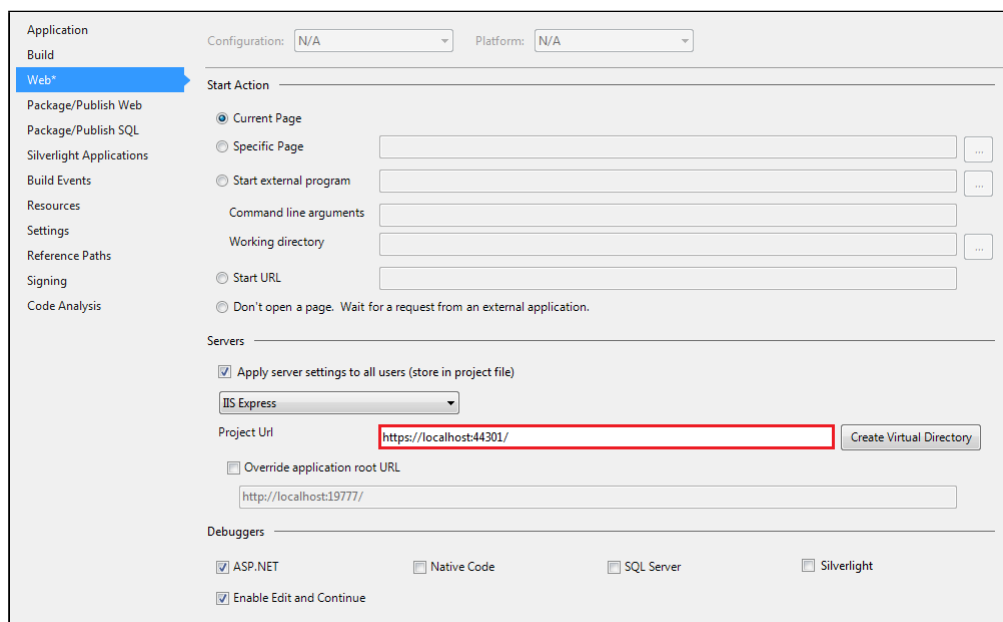 Application
Build
Web*
Package/Publish Web
Package/Publish SQL
Silverlight Applications
Build Events
Resources
Settings
Reference Paths
Signing
Code Analysis
Configuration: N/A Platform: N/A
Start Action
Current Page
Specific Page ...
Start external program ...
Command line arguments
Working directory ...
Start URL
Don't open a page. Wait for a request from an external application.
Servers
Apply server settings to all users (store in project file)
IIS Express
Project Url https://localhost:44301/ Create Virtual Directory
Override application root URL
http://localhost:19777/
Debuggers
ASP.NET Native Code SQL Server Silverlight
Enable Edit and Continue